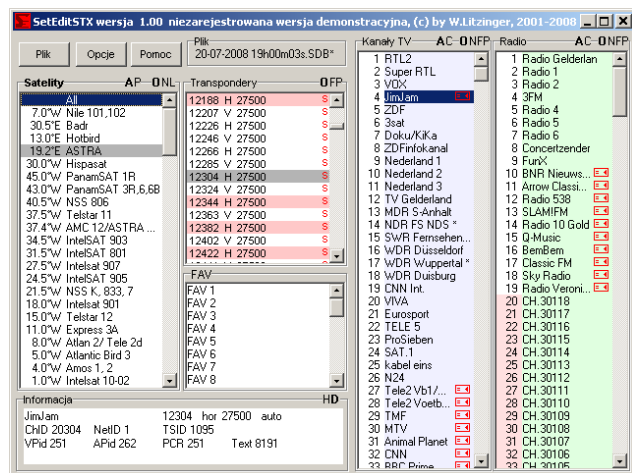 SetEditSTX wersja 1.00 niezarejestrowana wersja demonstracyjna, (c) by W.Litzinger, 2001-2008
Plik
Opcje
Pomoc
Plik
20-07-2008 19h00m03s.SDB*
Satelity AP ONL
All
7.0°W Nile 101,102
30.5°E Badr
13.0°E Hotbird
19.2°E ASTRA
30.0°W Hispasat
45.0°W PanamSAT 1R
43.0°W PanamSAT 3R,6,6B
40.5°W NSS 806
37.5°W Telstar 11
37.4°W AMC 12/ASTRA ...
34.5°W IntelSAT 903
31.5°W IntelSAT 801
27.5°W Intelsat 907
24.5°W IntelSAT 905
21.5°W NSS K, 833, 7
18.0°W Intelsat 901
15.0°W Telstar 12
11.0°W Express 3A
8.0°W Atlan 2/ Tele 2d
5.0°W Atlantic Bird 3
4.0°W Amos 1, 2
1.0°W Intelsat 10-02
Transpondery OFP
12188 H 27500 S
12207 V 27500 S
12226 H 27500 S
12246 V 27500 S
12266 H 27500 S
12285 V 27500 S
12304 H 27500 S
12324 V 27500 S
12344 H 27500 S
12363 V 27500 S
12382 H 27500 S
12402 V 27500 S
12422 H 27500 S
FAV
FAV 1
FAV 2
FAV 3
FAV 4
FAV 5
FAV 6
FAV 7
FAV 8
Kanały TV AC ONFP
1 RTL2
2 Super RTL
3 VOX
4 JimJam
5 ZDF
6 3sat
7 Doku/KiKa
8 ZDFinfokanal
9 Nederland 1
10 Nederland 2
11 Nederland 3
12 TV Gelderland
13 MDR S-Anhalt
14 NDR FS NDS *
15 SWR Fernsehen...
16 WDR Düsseldorf
17 WDR Wuppertal *
18 WDR Duisburg
19 CNN Int.
20 VIVA
21 Eurosport
22 TELE 5
23 ProSieben
24 SAT.1
25 kabel eins
26 N24
27 Tele2 Vb1/...
28 Tele2 Voetb...
29 TMF
30 MTV
31 Animal Planet
32 CNN
33 BBC Prime
Radio AC ONFP
1 Radio Gelderlan
2 Radio 1
3 Radio 2
4 3FM
5 Radio 4
6 Radio 5
7 Radio 6
8 Concertzender
9 FunX
10 BNR Nieuws...
11 Arrow Classi...
12 Radio 538
13 SLAM!FM
14 Radio 10 Gold
15 Q-Music
16 BemBem
17 Classic FM
18 Sky Radio
19 Radio Veroni...
20 CH.30118
21 CH.30117
22 CH.30116
23 CH.30115
24 CH.30114
25 CH.30113
26 CH.30112
27 CH.30111
28 CH.30110
29 CH.30109
30 CH.30108
31 CH.30107
32 CH.30106
33 CH.30105
Informacja HD
JimJam 12304 hor 27500 auto
ChID 20304 NetID 1 TSID 1095
VPid 251 APid 262 PCR 251 Text 8191